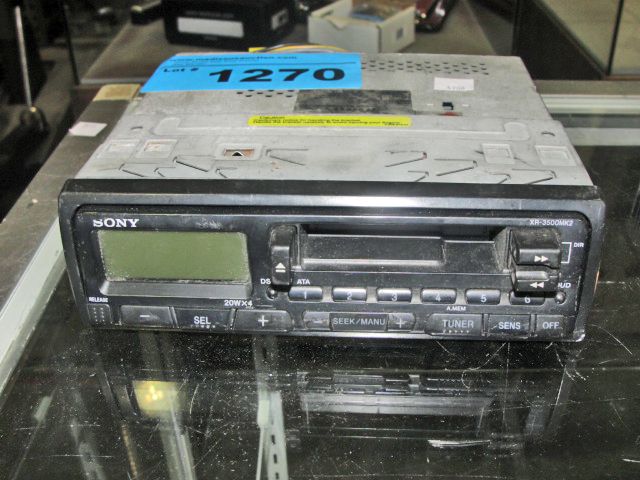 Lot # 1270
SONY
XR-3500MK2
DIR
DS
ATA
UD
20WX4
1 2 3 4 5 6
RELEASE
A.MEM
− SEL + − SEEK/MANU + TUNER SENS OFF